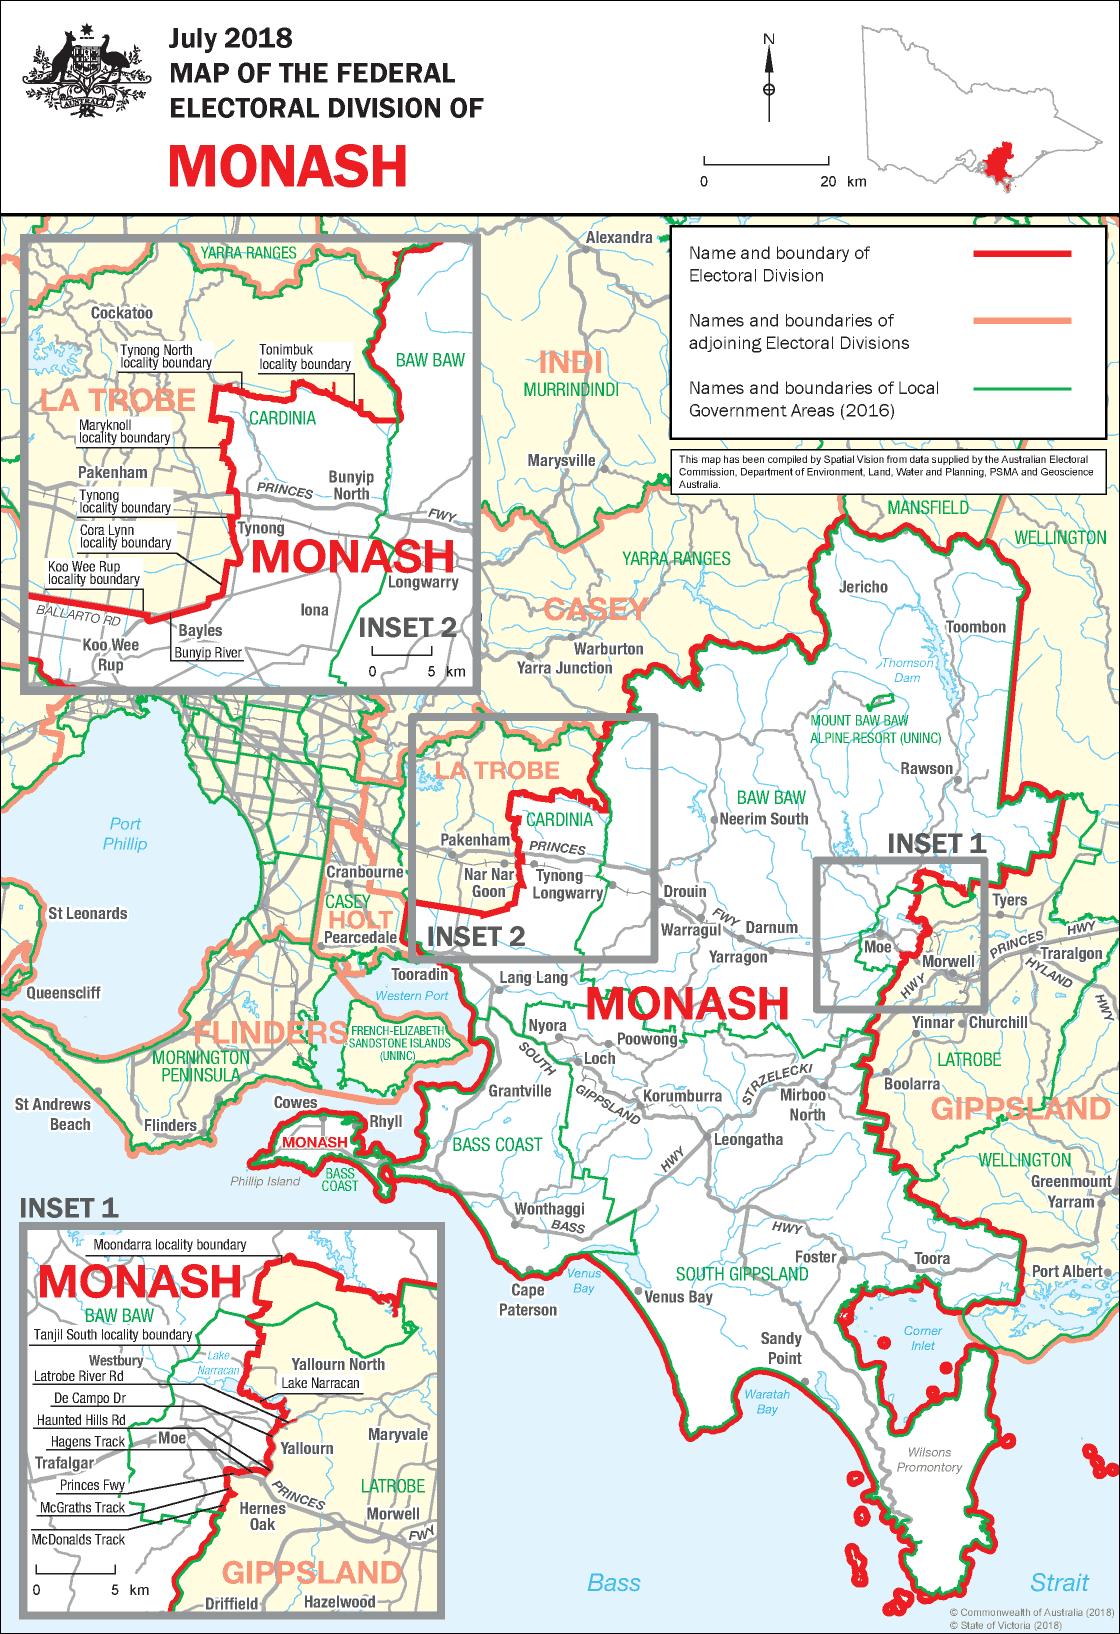 July 2018
MAP OF THE FEDERAL
ELECTORAL DIVISION OF
MONASH
AUSTRALIA
N
0 20 km
Name and boundary of
Electoral Division
Names and boundaries of
adjoining Electoral Divisions
Names and boundaries of Local
Government Areas (2016)
This map has been compiled by Spatial Vision from data supplied by the Australian Electoral
Commission, Department of Environment, Land, Water and Planning, PSMA and Geoscience
Australia.
YARRA RANGES
Cockatoo
Tynong North
locality boundary
Tonimbuk
locality boundary
BAW BAW
LA TROBE
CARDINIA
Maryknoll
locality boundary
Pakenham
Bunyip
North
PRINCES
FWY
Tynong
locality boundary
Tynong
Cora Lynn
locality boundary
MONASH
Longwarry
Koo Wee Rup
locality boundary
BALLARTO RD
Iona
Bayles
Koo Wee
Rup
Bunyip River
INSET 2
0 5 km
Alexandra
INDI
MURRINDINDI
Marysville
MANSFIELD
WELLINGTON
YARRA RANGES
CASEY
Warburton
Yarra Junction
Jericho
Toombon
Thomson
Dam
MOUNT BAW BAW
ALPINE RESORT (UNINC)
Rawson
BAW BAW
Neerim South
INSET 1
LA TROBE
CARDINIA
Pakenham
PRINCES
Nar Nar
Goon
Tynong
Longwarry
INSET 2
Port
Phillip
Cranbourne
CASEY
HOLT
Pearcedale
St Leonards
Queenscliff
Drouin
Warragul
FWY
Darnum
Yarragon
Moe
Morwell
HWY
Tyers
PRINCES
HWY
Traralgon
HYLAND
HWY
Tooradin
Western Port
Lang Lang
MONASH
FLINDERS
FRENCH-ELIZABETH
SANDSTONE ISLANDS
(UNINC)
MORNINGTON
PENINSULA
Nyora
Poowong
Loch
SOUTH
GIPPSLAND
HWY
Grantville
Korumburra
STRZELECKI
Mirboo
North
Yinnar
Churchill
LATROBE
Boolarra
GIPPSLAND
St Andrews
Beach
Flinders
Cowes
Rhyll
MONASH
Phillip Island
BASS
COAST
BASS COAST
Leongatha
WELLINGTON
Greenmount
Yarram
Wonthaggi
BASS
HWY
Foster
Toora
Port Albert
SOUTH GIPPSLAND
Cape
Paterson
Venus
Bay
Venus Bay
Sandy
Point
Corner
Inlet
Waratah
Bay
Wilsons
Promontory
Bass
Strait
INSET 1
Moondarra locality boundary
MONASH
BAW BAW
Tanjil South locality boundary
Westbury
Lake
Narracan
Yallourn North
Latrobe River Rd
Lake Narracan
De Campo Dr
Haunted Hills Rd
Hagens Track
Moe
Yallourn
Maryvale
Trafalgar
Princes Fwy
PRINCES
LATROBE
McGraths Track
Hernes
Oak
Morwell
FWY
McDonalds Track
GIPPSLAND
0 5 km
Driffield
Hazelwood
© Commonwealth of Australia (2018)
© State of Victoria (2018)